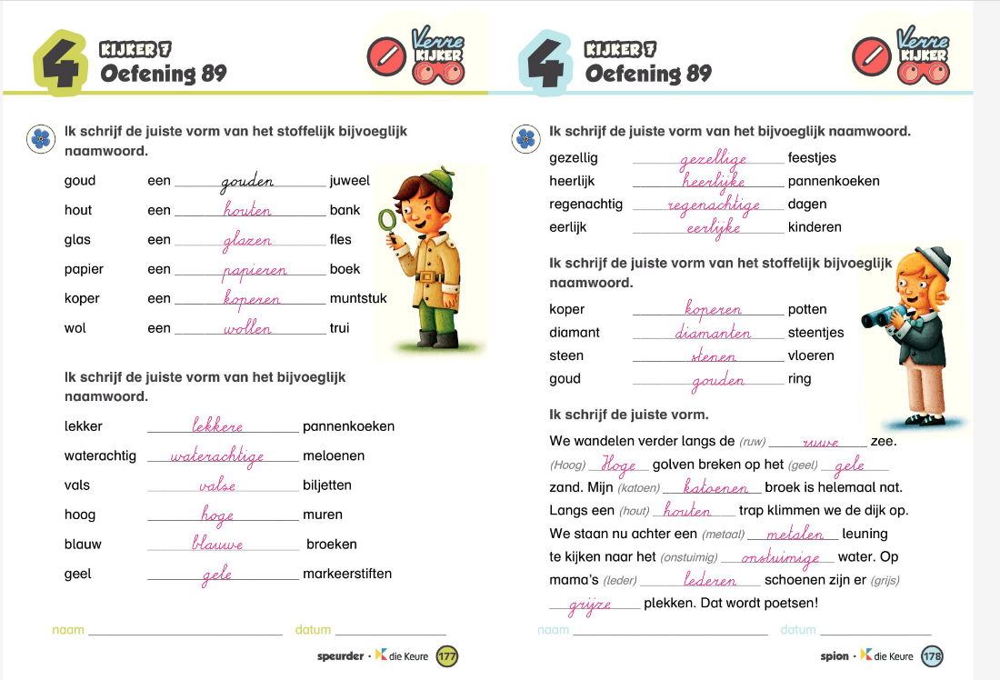 4 KIJKER 7
Oefening 89
Verre
KIJKER
Ik schrijf de juiste vorm van het stoffelijk bijvoeglijk
naamwoord.
goud een gouden juweel
hout een houten bank
glas een glazen fles
papier een papieren boek
koper een koperen muntstuk
wol een wollen trui
Ik schrijf de juiste vorm van het bijvoeglijk
naamwoord.
lekker lekkere pannenkoeken
waterachtig waterachtige meloenen
vals valse biljetten
hoog hoge muren
blauw blauwe broeken
geel gele markeerstiften
naam datum
speurder · die Keure 177
4 KIJKER 7
Oefening 89
Verre
KIJKER
Ik schrijf de juiste vorm van het bijvoeglijk naamwoord.
gezellig gezellige feestjes
heerlijk heerlijke pannenkoeken
regenachtig regenachtige dagen
eerlijk eerlijke kinderen
Ik schrijf de juiste vorm van het stoffelijk bijvoeglijk
naamwoord.
koper koperen potten
diamant diamanten steentjes
steen stenen vloeren
goud gouden ring
Ik schrijf de juiste vorm.
We wandelen verder langs de (ruw) ruwe zee.
(Hoog) Hoge golven breken op het (geel) gele
zand. Mijn (katoen) katoenen broek is helemaal nat.
Langs een (hout) houten trap klimmen we de dijk op.
We staan nu achter een (metaal) metalen leuning
te kijken naar het (onstuimig) onstuimige water. Op
mama's (leder) lederen schoenen zijn er (grijs)
grijze plekken. Dat wordt poetsen!
naam datum
spion · die Keure 178